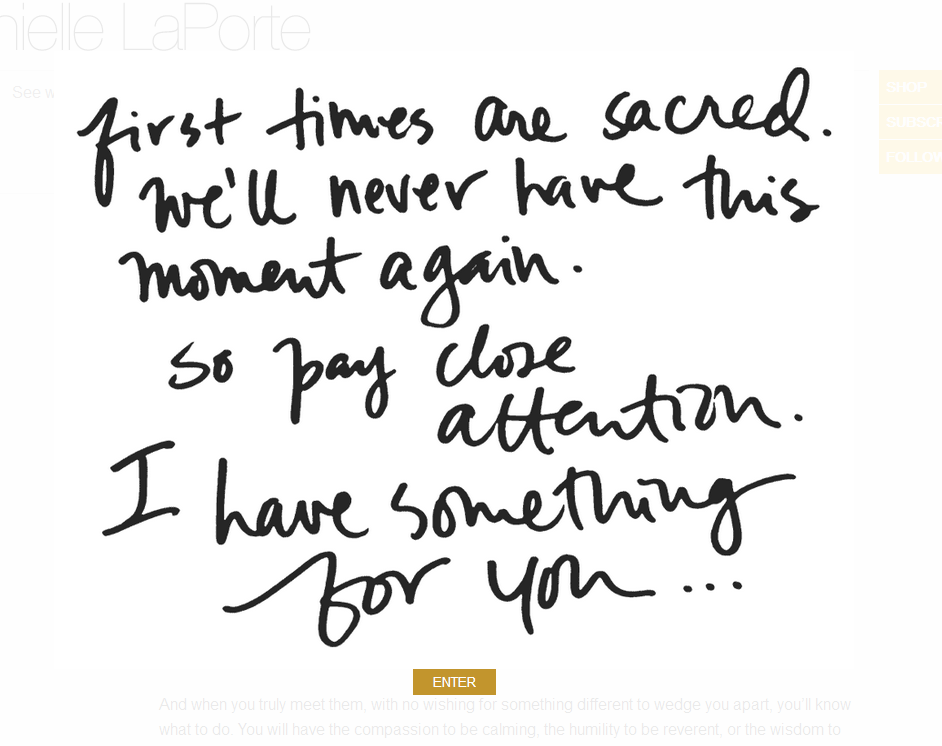 nielle LaPorte
See w
SHOP
SUBSCI
FOLLOW
first times are sacred.
we'll never have this
moment again.
so pay close
attention.
I have something
for you...
ENTER
And when you truly meet them, with no wishing for something different to wedge you apart, you'll know
what to do. You will have the compassion to be calming, the humility to be reverent, or the wisdom to